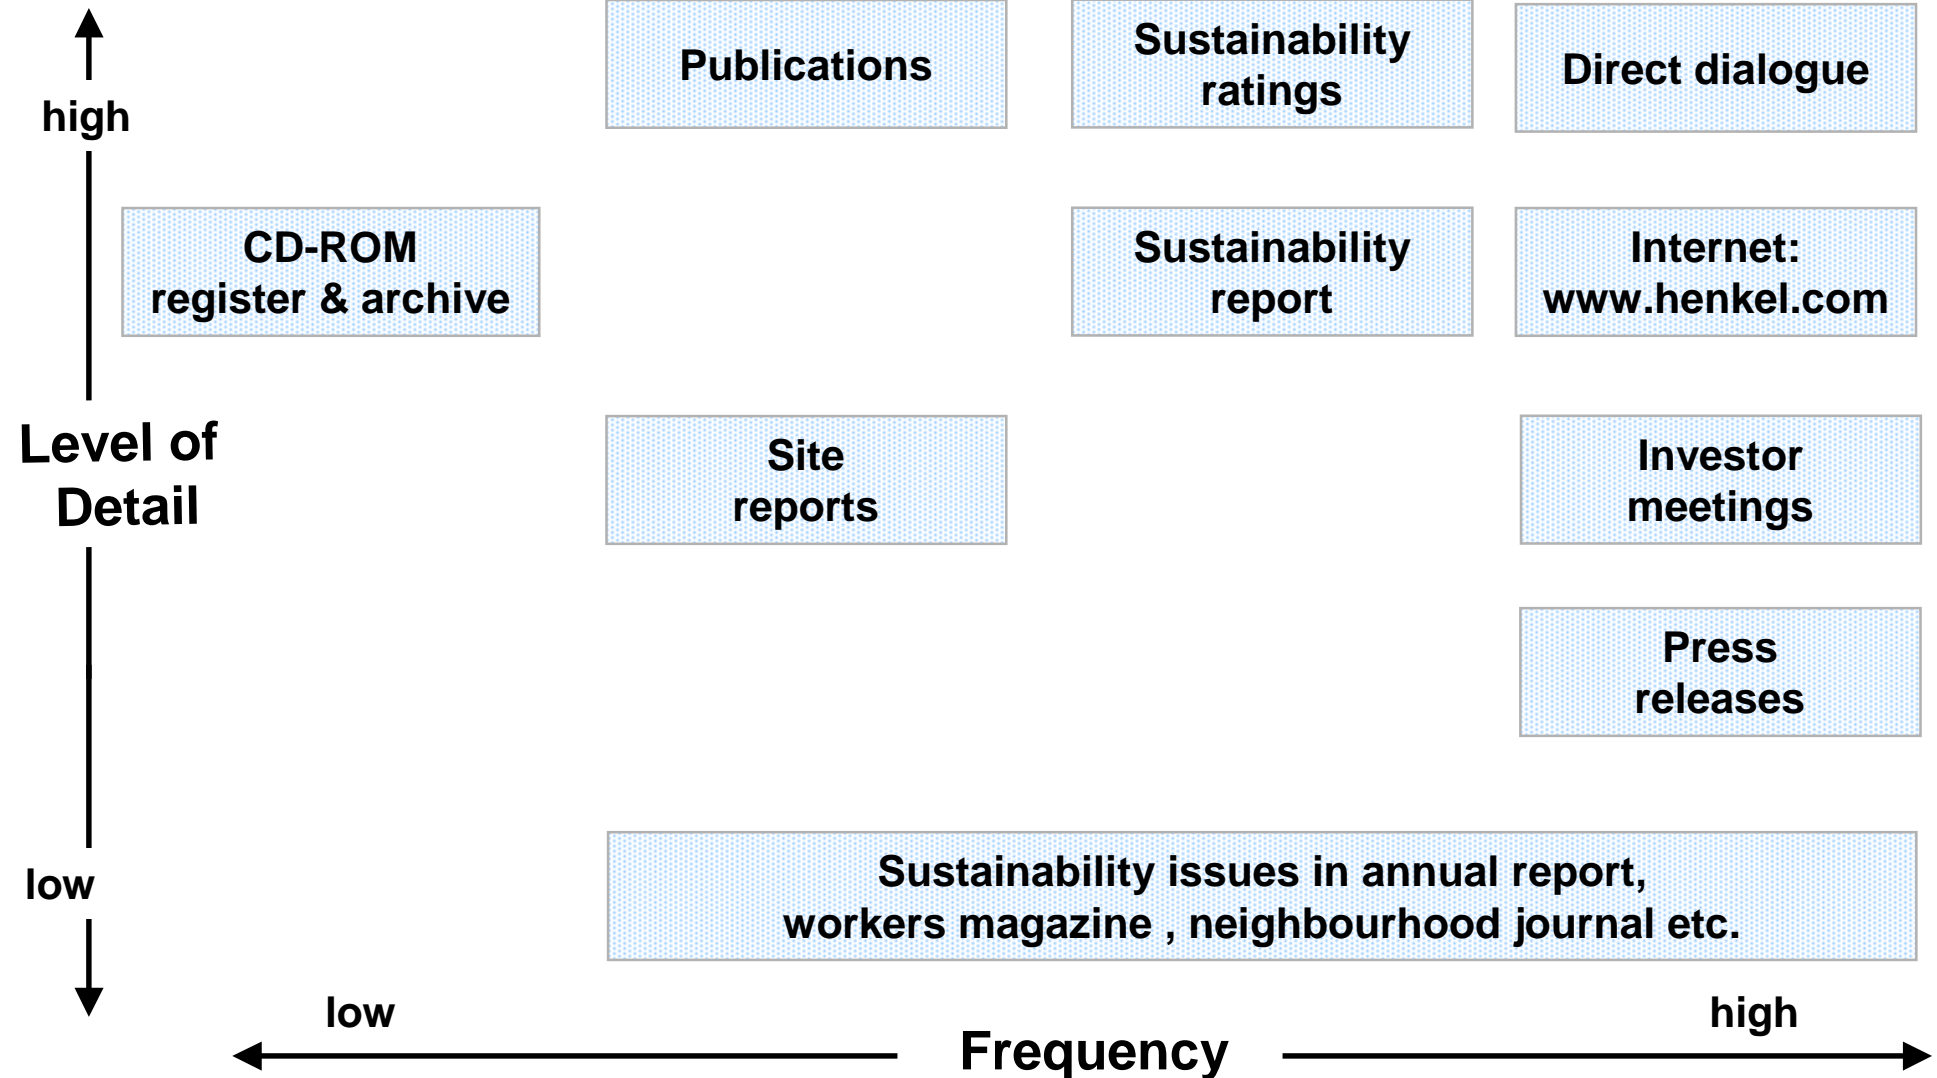 Publications
Sustainability
ratings
Direct dialogue
high
CD-ROM
register & archive
Sustainability
report
Internet:
www.henkel.com
Level of
Detail
Site
reports
Investor
meetings
Press
releases
low
Sustainability issues in annual report,
workers magazine , neighbourhood journal etc.
low
high
Frequency